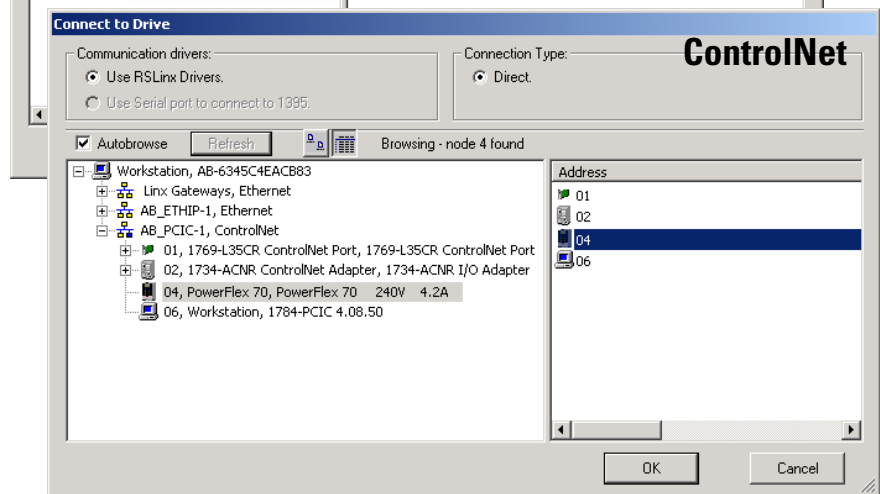 Connect to Drive
ControlNet
Communication drivers:
Connection Type:
Use RSLinx Drivers.
Direct.
Use Serial port to connect to 1395.
Autobrowse
Refresh
Browsing - node 4 found
Workstation, AB-6345C4EACB83
Linx Gateways, Ethernet
AB_ETHIP-1, Ethernet
AB_PCIC-1, ControlNet
01, 1769-L35CR ControlNet Port, 1769-L35CR ControlNet Port
02, 1734-ACNR ControlNet Adapter, 1734-ACNR I/O Adapter
04, PowerFlex 70, PowerFlex 70 240V 4.2A
06, Workstation, 1784-PCIC 4.08.50
Address
01
02
04
06
OK
Cancel